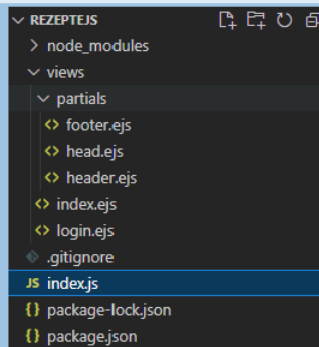 REZEPTEJS
node_modules
views
partials
<> footer.ejs
<> head.ejs
<> header.ejs
<> index.ejs
<> login.ejs
.gitignore
JS index.js
{} package-lock.json
{} package.json